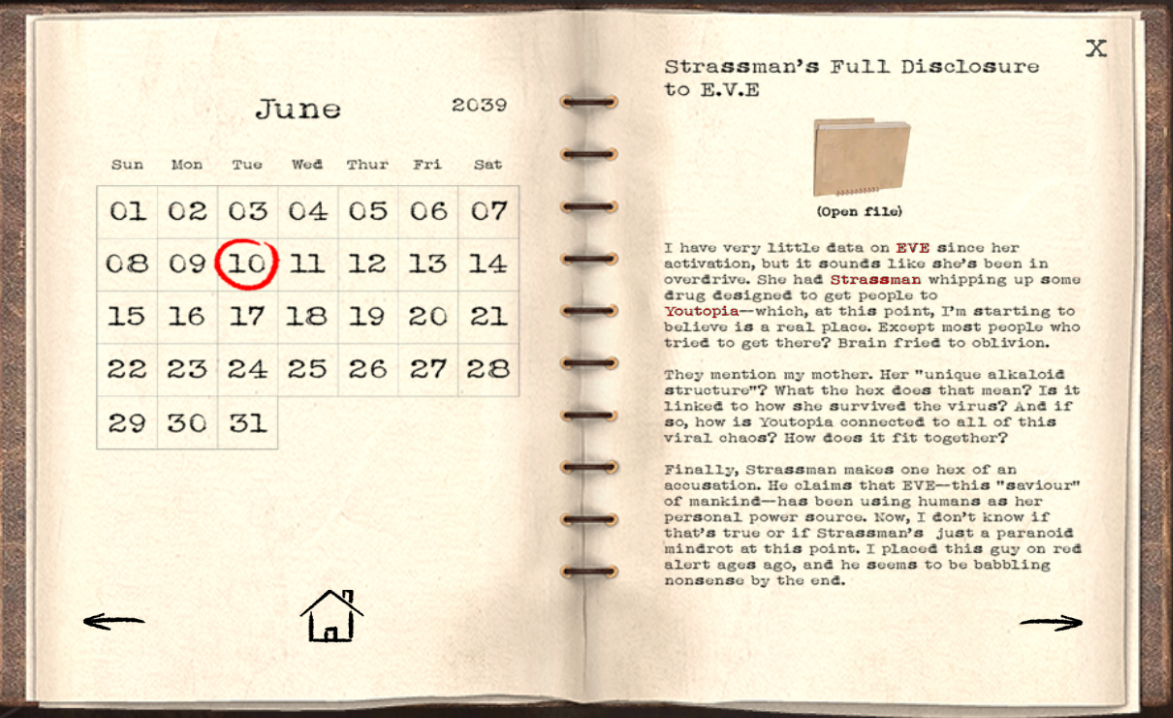 June 2039
Sun Mon Tue Wed Thur Fri Sat
01 02 03 04 05 06 07
08 09 10 11 12 13 14
15 16 17 18 19 20 21
22 23 24 25 26 27 28
29 30 31
X
Strassman's Full Disclosure
to E.V.E
(Open file)
I have very little data on EVE since her
activation, but it sounds like she's been in
overdrive. She had Strassman whipping up some
drug designed to get people to
Youtopia—which, at this point, I'm starting to
believe is a real place. Except most people who
tried to get there? Brain fried to oblivion.
They mention my mother. Her "unique alkaloid
structure"? What the hex does that mean? Is it
linked to how she survived the virus? And if
so, how is Youtopia connected to all of this
viral chaos? How does it fit together?
Finally, Strassman makes one hex of an
accusation. He claims that EVE—this "saviour"
of mankind—has been using humans as her
personal power source. Now, I don't know if
that's true or if Strassman's just a paranoid
mindrot at this point. I placed this guy on red
alert ages ago, and he seems to be babbling
nonsense by the end.